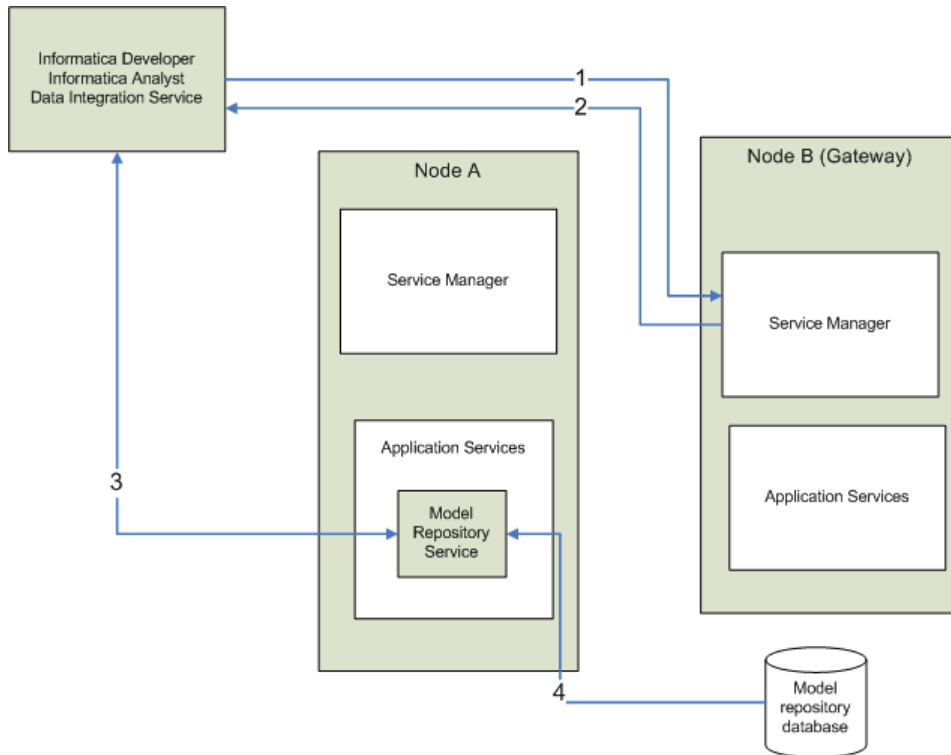 Informatica Developer
Informatica Analyst
Data Integration Service
1
2
Node A
Node B (Gateway)
Service Manager
Service Manager
Application Services
3
Model
Repository
Service
Application Services
4
Model
repository
database